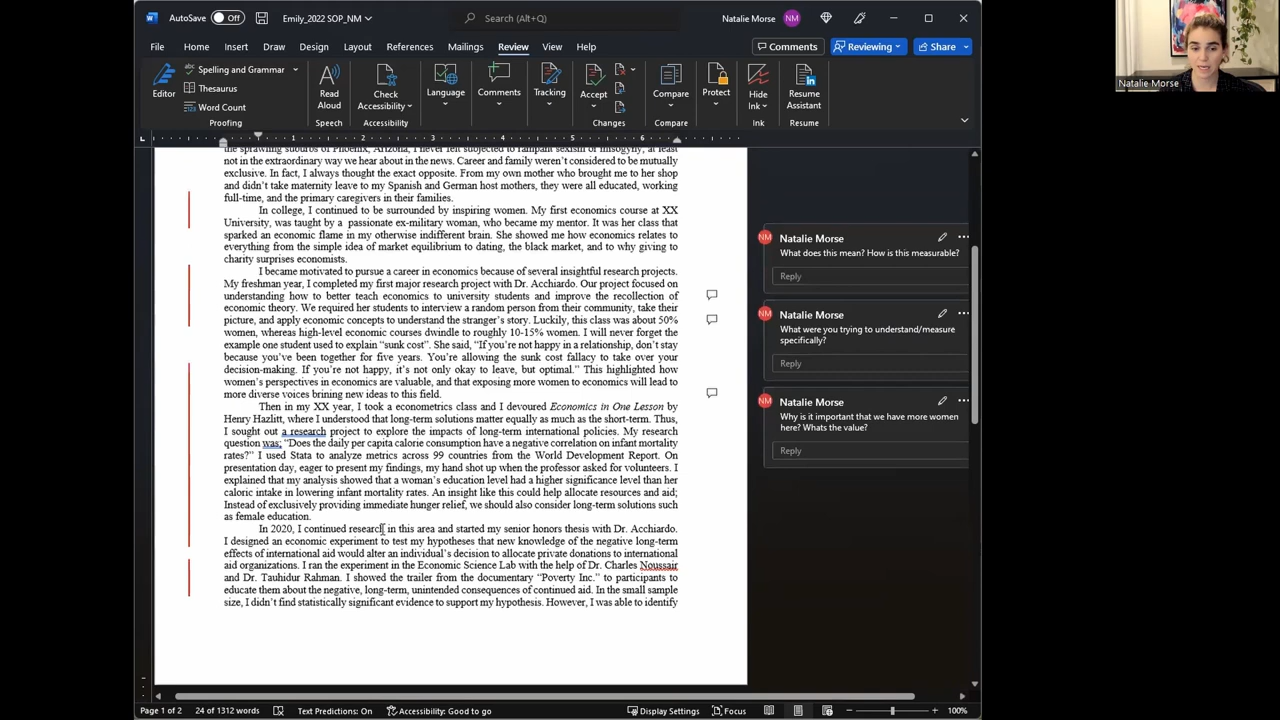 AutoSave Off Emily_2022 SOP_NM Search (Alt+Q) Natalie Morse NM
File Home Insert Draw Design Layout References Mailings Review View Help Comments Reviewing Share
Editor Spelling and Grammar Thesaurus Word Count Proofing
Read Aloud Speech
Check Accessibility Accessibility
Language
Comments
Tracking
Accept Changes
Compare Compare
Protect
Hide Ink Ink
Resume Assistant Resume
1 2 3 4 5 6
the sprawling suburbs of Phoenix, Arizona, I never felt subjected to rampant sexism or misogyny, at least
not in the extraordinary way we hear about in the news. Career and family weren't considered to be mutually
exclusive. In fact, I always thought the exact opposite. From my own mother who brought me to her shop
and didn't take maternity leave to my Spanish and German host mothers, they were all educated, working
full-time, and the primary caregivers in their families.
In college, I continued to be surrounded by inspiring women. My first economics course at XX
University, was taught by a passionate ex-military woman, who became my mentor. It was her class that
sparked an economic flame in my otherwise indifferent brain. She showed me how economics relates to
everything from the simple idea of market equilibrium to dating, the black market, and to why giving to
charity surprises economists.
I became motivated to pursue a career in economics because of several insightful research projects.
My freshman year, I completed my first major research project with Dr. Acchiardo. Our project focused on
understanding how to better teach economics to university students and improve the recollection of
economic theory. We required her students to interview a random person from their community, take their
picture, and apply economic concepts to understand the stranger's story. Luckily, this class was about 50%
women, whereas high-level economic courses dwindle to roughly 10-15% women. I will never forget the
example one student used to explain “sunk cost”. She said, “If you're not happy in a relationship, don't stay
because you've been together for five years. You're allowing the sunk cost fallacy to take over your
decision-making. If you're not happy, it's not only okay to leave, but optimal.” This highlighted how
women's perspectives in economics are valuable, and that exposing more women to economics will lead to
more diverse voices brining new ideas to this field.
Then in my XX year, I took a econometrics class and I devoured Economics in One Lesson by
Henry Hazlitt, where I understood that long-term solutions matter equally as much as the short-term. Thus,
I sought out a research project to explore the impacts of long-term international policies. My research
question was; “Does the daily per capita calorie consumption have a negative correlation on infant mortality
rates?” I used Stata to analyze metrics across 99 countries from the World Development Report. On
presentation day, eager to present my findings, my hand shot up when the professor asked for volunteers. I
explained that my analysis showed that a woman's education level had a higher significance level than her
caloric intake in lowering infant mortality rates. An insight like this could help allocate resources and aid;
Instead of exclusively providing immediate hunger relief, we should also consider long-term solutions such
as female education.
In 2020, I continued research in this area and started my senior honors thesis with Dr. Acchiardo.
I designed an economic experiment to test my hypotheses that new knowledge of the negative long-term
effects of international aid would alter an individual's decision to allocate private donations to international
aid organizations. I ran the experiment in the Economic Science Lab with the help of Dr. Charles Noussair
and Dr. Tauhidur Rahman. I showed the trailer from the documentary “Poverty Inc.” to participants to
educate them about the negative, long-term, unintended consequences of continued aid. In the small sample
size, I didn't find statistically significant evidence to support my hypothesis. However, I was able to identify
NM Natalie Morse
What does this mean? How is this measurable?
Reply
NM Natalie Morse
What were you trying to understand/measure
specifically?
Reply
NM Natalie Morse
Why is it important that we have more women
here? Whats the value?
Reply
Page 1 of 2 24 of 1312 words Text Predictions: On Accessibility: Good to go Display Settings Focus 100%
Natalie Morse